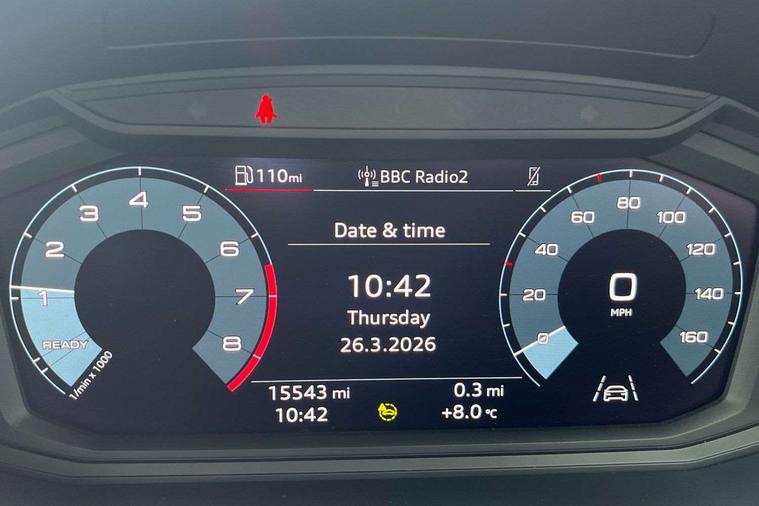 110mi
BBC Radio2
Date & time
10:42
Thursday
26.3.2026
15543 mi
0.3 mi
10:42
+8.0 °C
1
2
3
4
5
6
7
8
READY
1/min x 1000
0
20
40
60
80
100
120
140
160
0
MPH